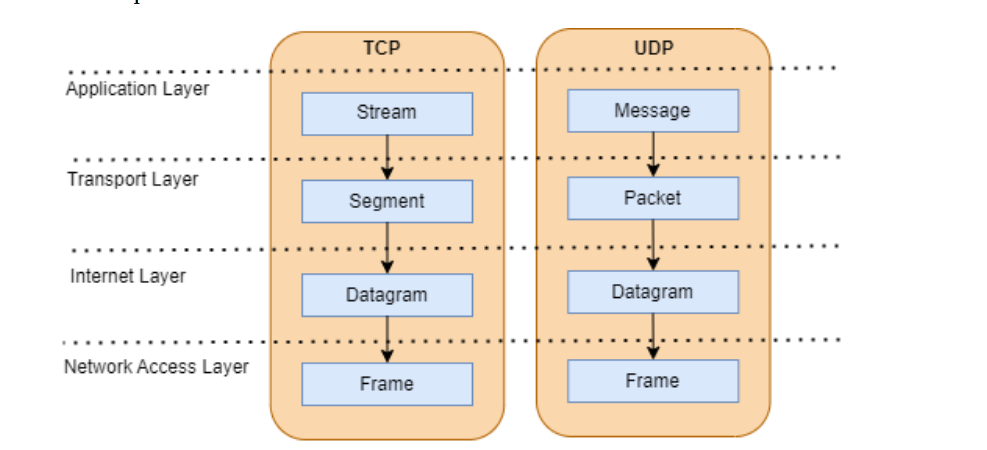 TCP
UDP
Application Layer
Stream
Message
Transport Layer
Segment
Packet
Internet Layer
Datagram
Datagram
Network Access Layer
Frame
Frame